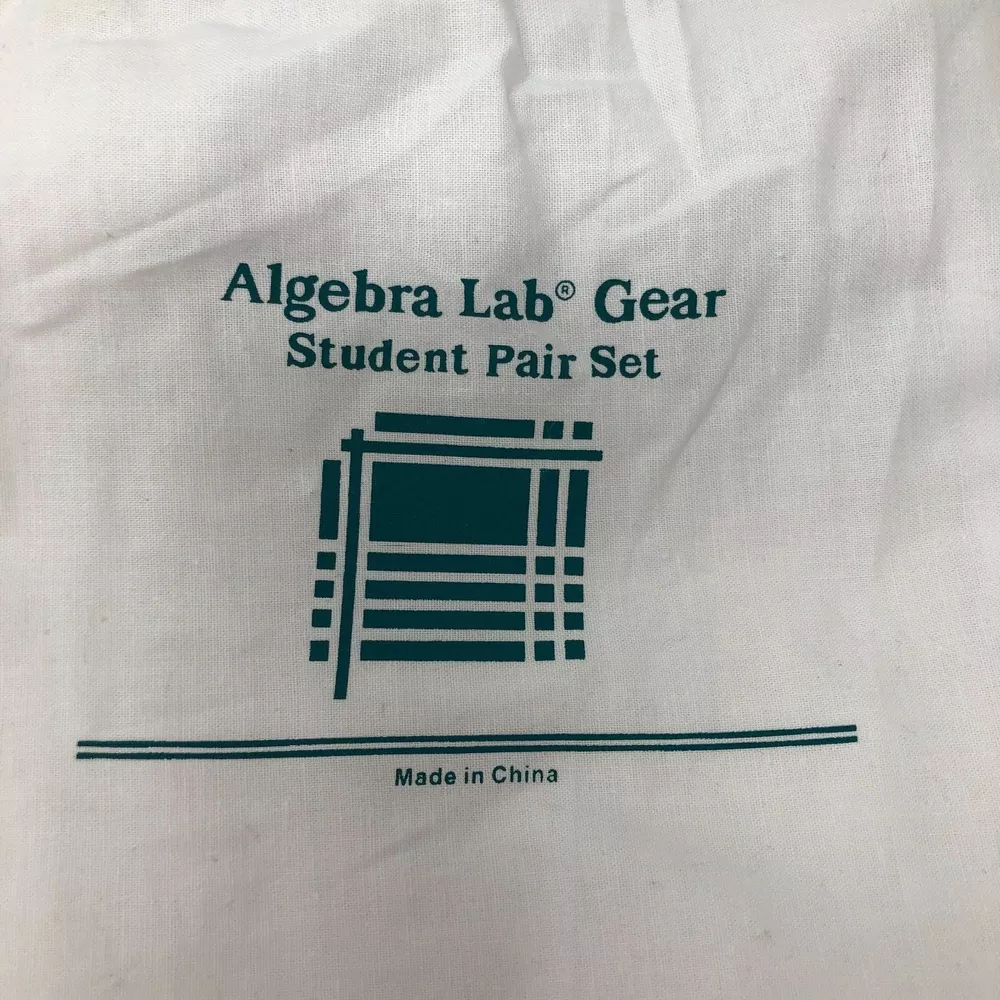 Algebra Lab® Gear
Student Pair Set
Made in China